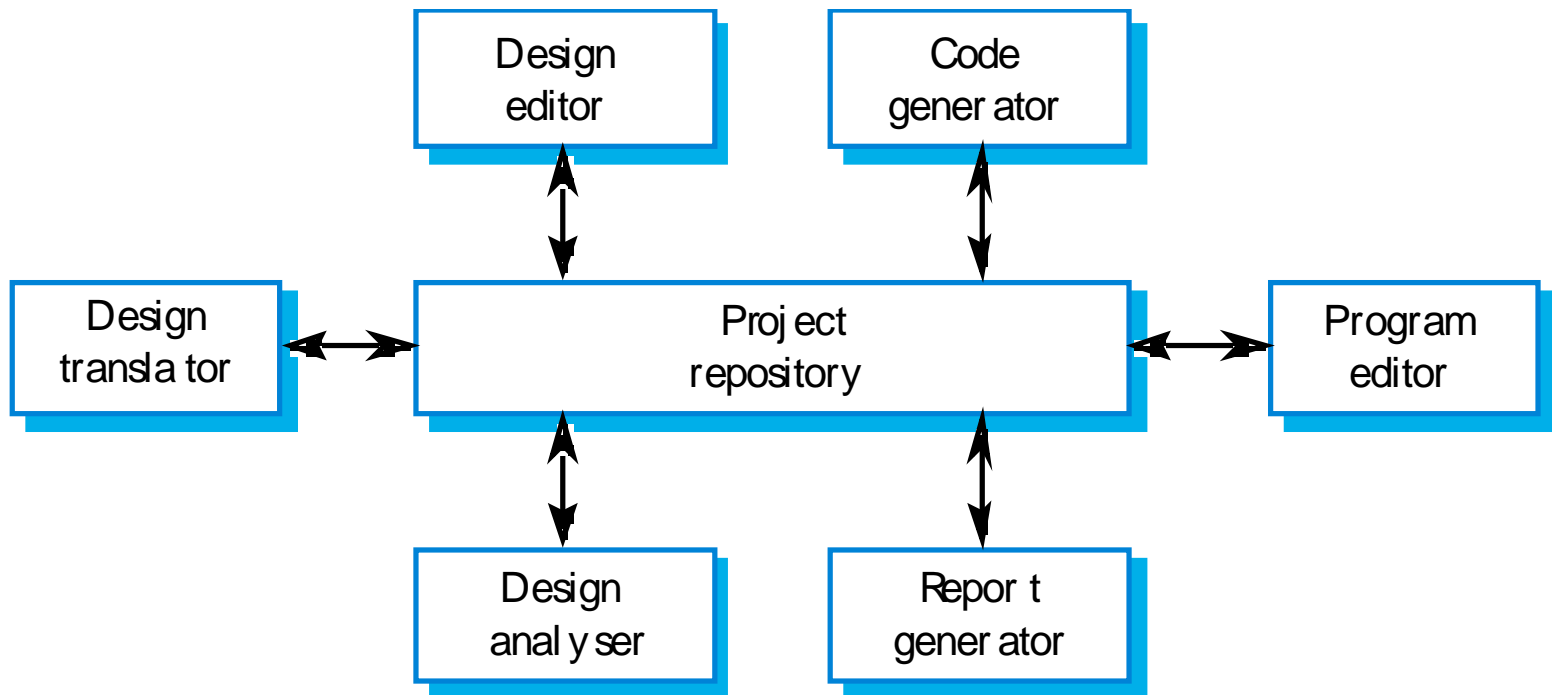 Design
editor
Code
generator
Design
translator
Project
repository
Program
editor
Design
analyser
Report
generator